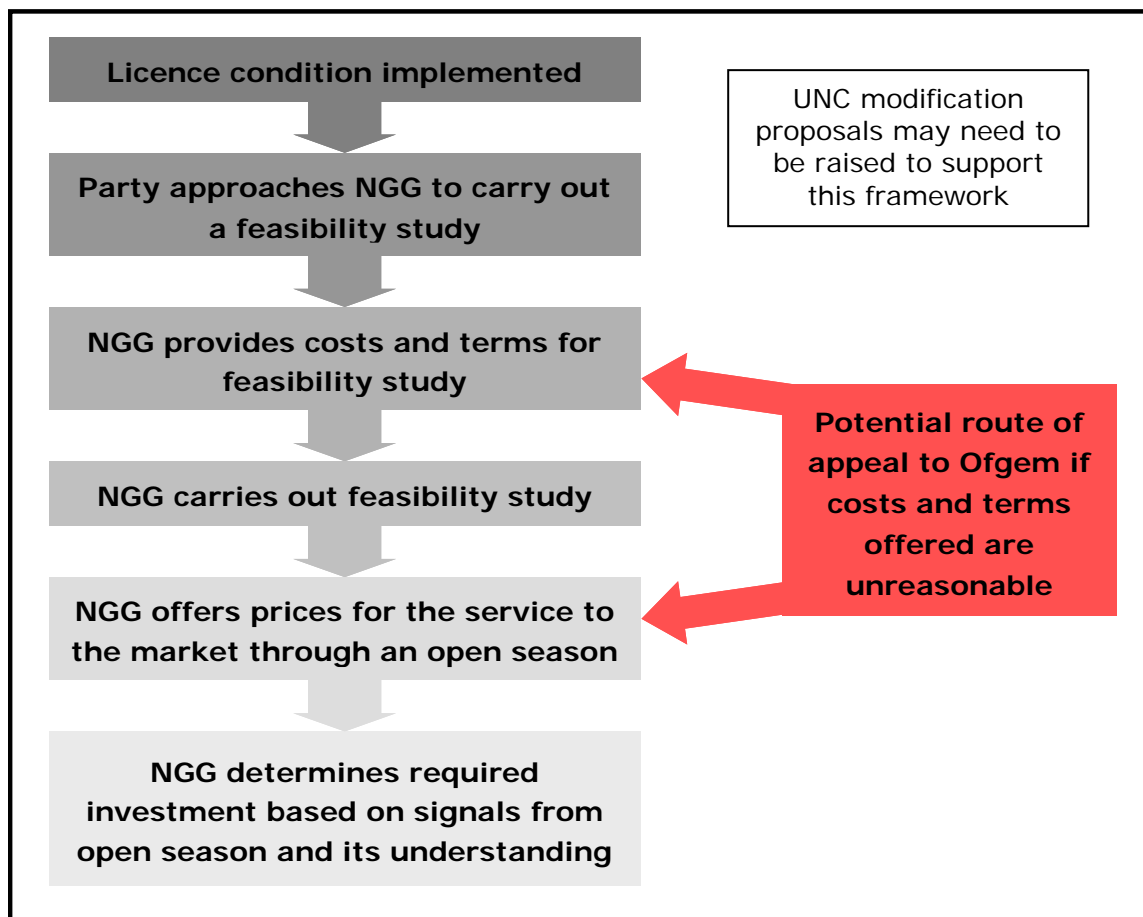 Licence condition implemented
UNC modification
proposals may need to
be raised to support
this framework
Party approaches NGG to carry out
a feasibility study
NGG provides costs and terms for
feasibility study
Potential route of
appeal to Ofgem if
costs and terms
offered are
unreasonable
NGG carries out feasibility study
NGG offers prices for the service to
the market through an open season
NGG determines required
investment based on signals from
open season and its understanding